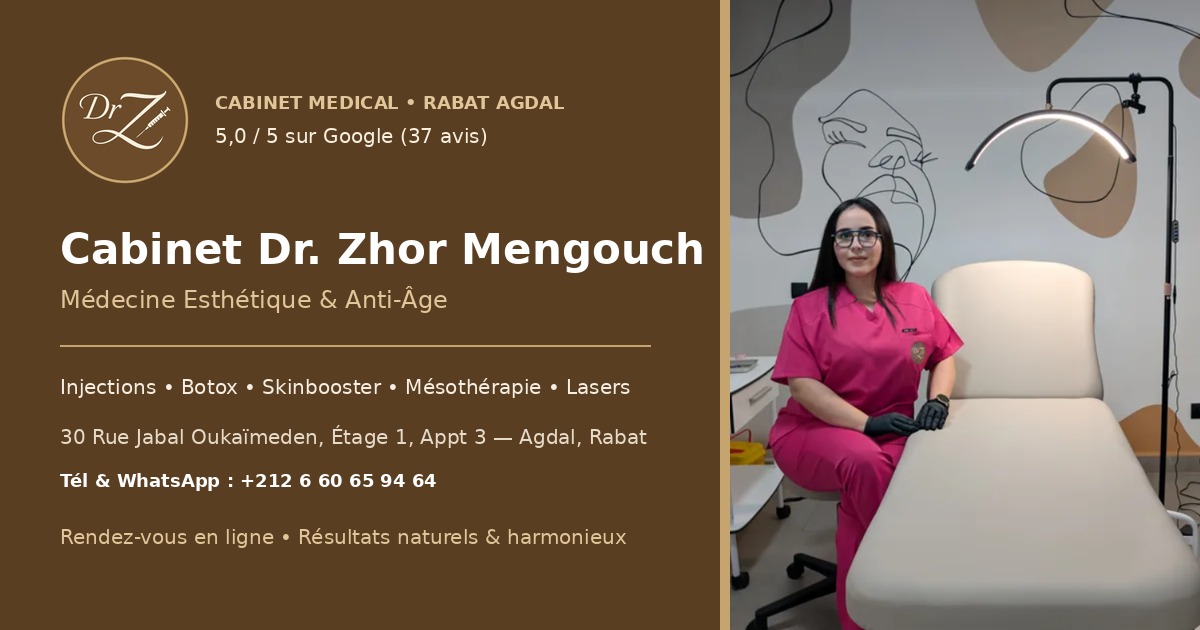 Dr Z
CABINET MEDICAL • RABAT AGDAL
5,0 / 5 sur Google (37 avis)
Cabinet Dr. Zhor Mengouch
Médecine Esthétique & Anti-Âge
Injections • Botox • Skinbooster • Mésothérapie • Lasers
30 Rue Jabal Oukaïmeden, Étage 1, Appt 3 — Agdal, Rabat
Tél & WhatsApp : +212 6 60 65 94 64
Rendez-vous en ligne • Résultats naturels & harmonieux